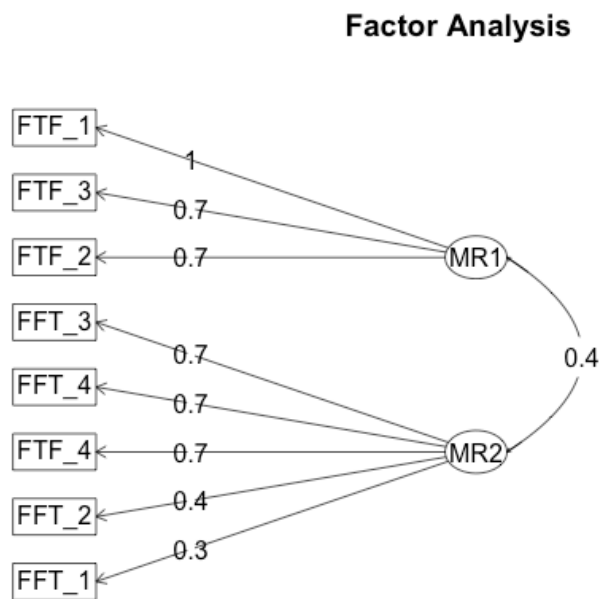 Factor Analysis
FTF_1
1
FTF_3
0.7
FTF_2
0.7
MR1
FFT_3
0.7
0.4
FFT_4
0.7
FTF_4
0.7
MR2
FFT_2
0.4
FFT_1
0.3